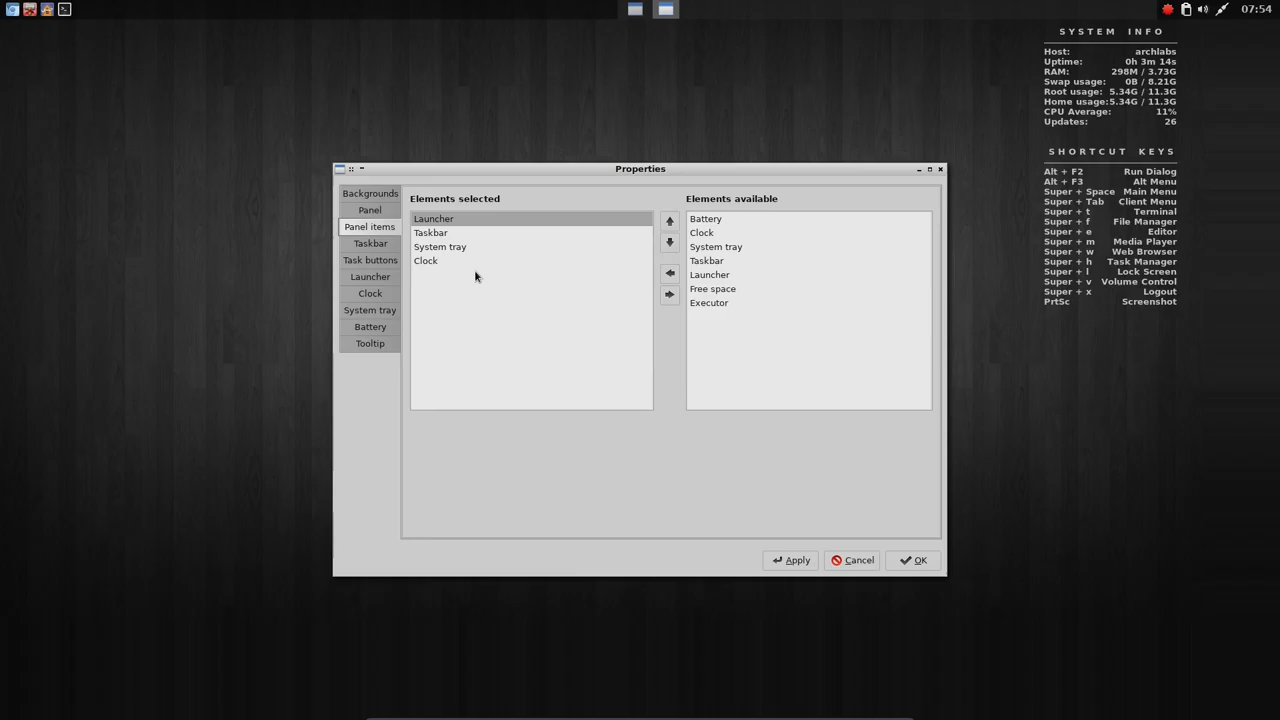 07:54
SYSTEM INFO
Host: archlabs
Uptime: 0h 3m 14s
RAM: 298M / 3.73G
Swap usage: 0B / 8.21G
Root usage: 5.34G / 11.3G
Home usage:5.34G / 11.3G
CPU Average: 11%
Updates: 26
SHORTCUT KEYS
Alt + F2 Run Dialog
Alt + F3 Alt Menu
Super + Space Main Menu
Super + Tab Client Menu
Super + t Terminal
Super + f File Manager
Super + e Editor
Super + m Media Player
Super + w Web Browser
Super + h Task Manager
Super + l Lock Screen
Super + v Volume Control
Super + x Logout
PrtSc Screenshot
Properties
Backgrounds
Panel
Panel items
Taskbar
Task buttons
Launcher
Clock
System tray
Battery
Tooltip
Elements selected
Launcher
Taskbar
System tray
Clock
Elements available
Battery
Clock
System tray
Taskbar
Launcher
Free space
Executor
Apply
Cancel
OK